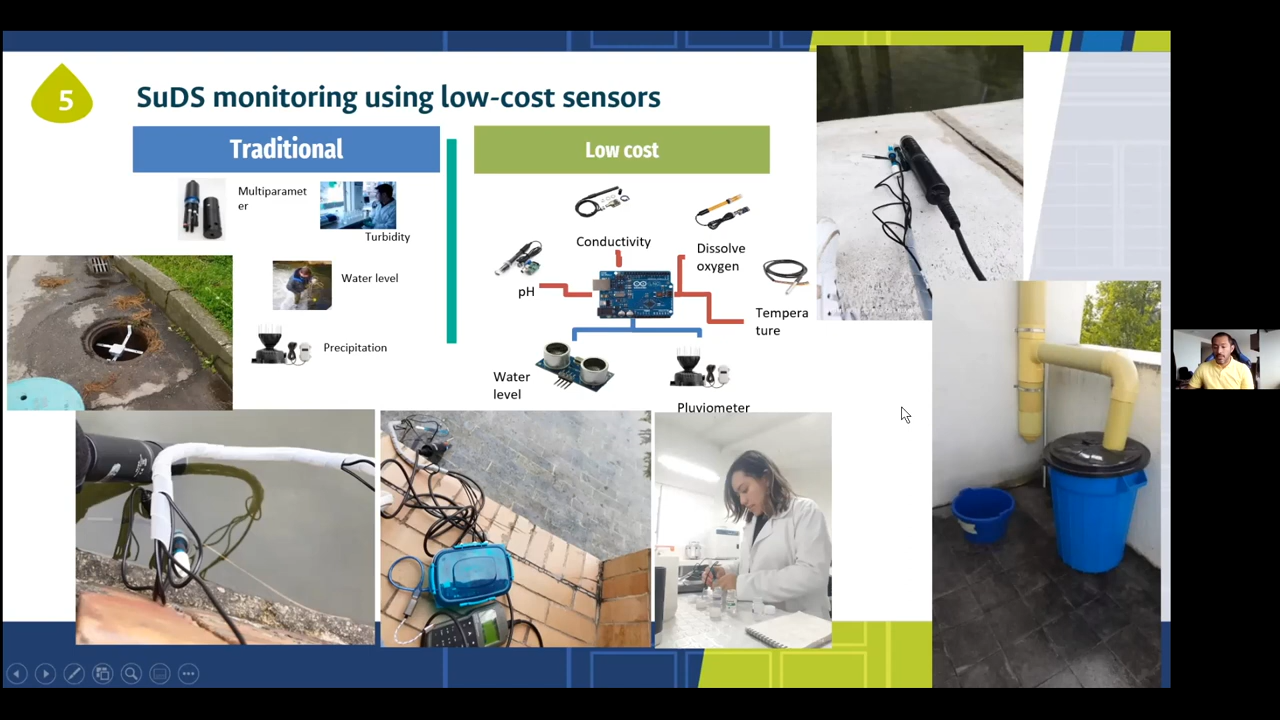 5
SuDS monitoring using low-cost sensors
Traditional
Multiparamet
er
Turbidity
Water level
Precipitation
Low cost
Conductivity
Dissolve
oxygen
pH
Tempera
ture
Water
level
Pluviometer